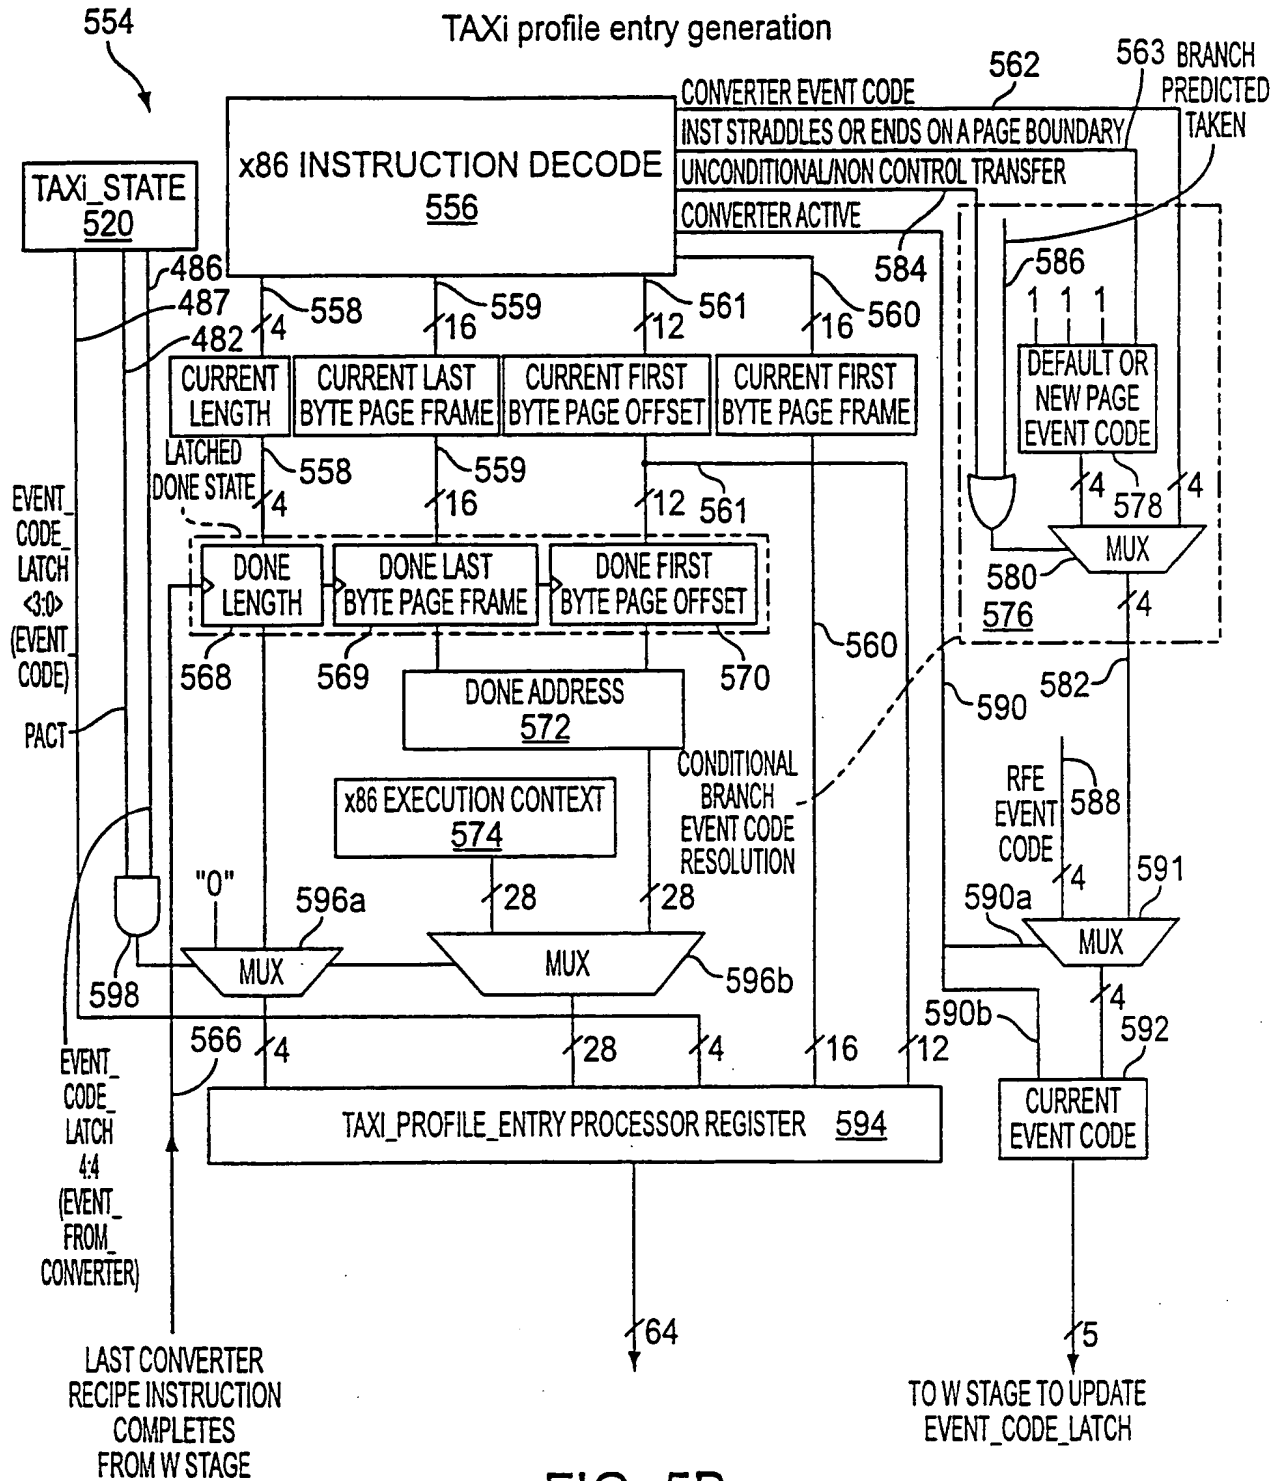 TAXi profile entry generation
554
562
563
BRANCH
PREDICTED
TAKEN
CONVERTER EVENT CODE
INST STRADDLES OR ENDS ON A PAGE BOUNDARY
UNCONDITIONAL/NON CONTROL TRANSFER
CONVERTER ACTIVE
x86 INSTRUCTION DECODE
556
TAXi_STATE
520
486
487
482
558
559
561
560
584
586
4
16
12
16
1
1
1
CURRENT
LENGTH
CURRENT LAST
BYTE PAGE FRAME
CURRENT FIRST
BYTE PAGE OFFSET
CURRENT FIRST
BYTE PAGE FRAME
DEFAULT OR
NEW PAGE
EVENT CODE
LATCHED
DONE STATE
558
559
561
4
16
12
4
578
4
MUX
580
576
4
EVENT_
CODE_
LATCH
<3:0>
(EVENT_
CODE)
DONE
LENGTH
DONE LAST
BYTE PAGE FRAME
DONE FIRST
BYTE PAGE OFFSET
568
569
570
560
582
590
PACT
DONE ADDRESS
572
CONDITIONAL
BRANCH
EVENT CODE
RESOLUTION
x86 EXECUTION CONTEXT
574
RFE
EVENT
CODE
588
4
"0"
596a
28
28
590a
591
MUX
MUX
MUX
598
596b
4
590b
592
566
4
28
4
16
12
EVENT_
CODE_
LATCH
4:4
(EVENT_
FROM_
CONVERTER)
TAXI_PROFILE_ENTRY PROCESSOR REGISTER 594
CURRENT
EVENT CODE
64
5
LAST CONVERTER
RECIPE INSTRUCTION
COMPLETES
FROM W STAGE
TO W STAGE TO UPDATE
EVENT_CODE_LATCH
FIG. 5B